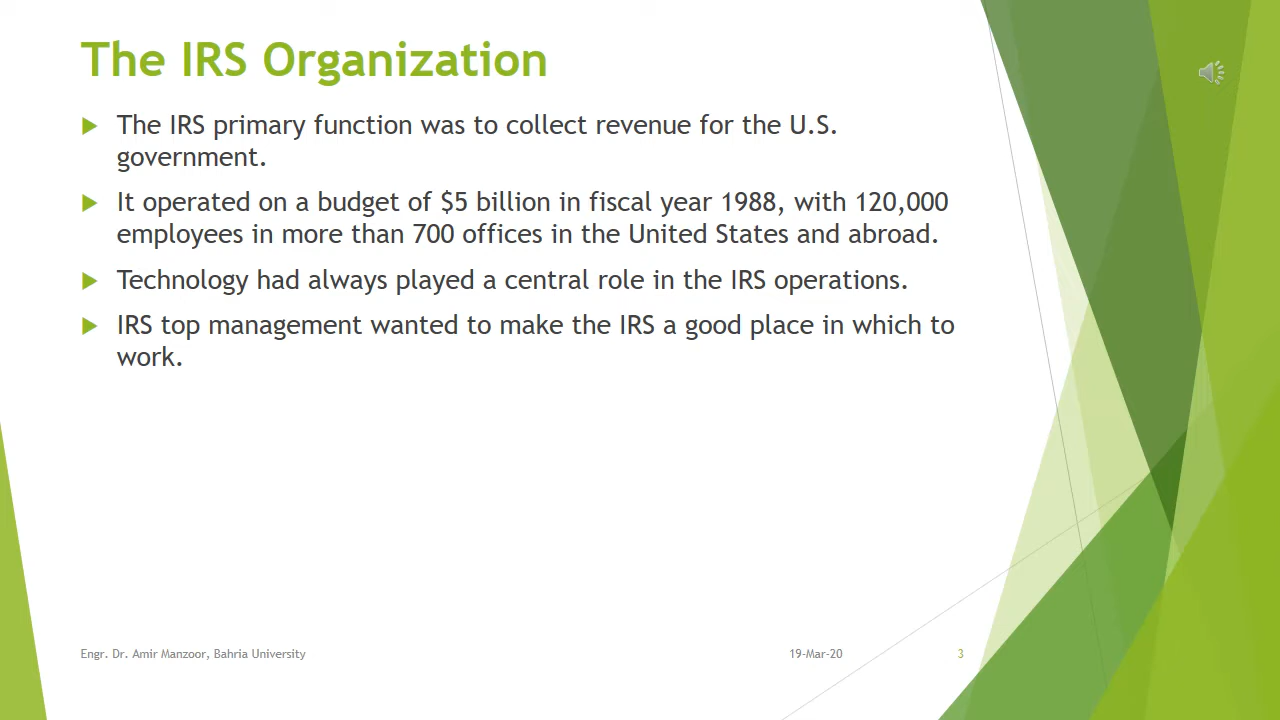 The IRS Organization
The IRS primary function was to collect revenue for the U.S.
government.
It operated on a budget of $5 billion in fiscal year 1988, with 120,000
employees in more than 700 offices in the United States and abroad.
Technology had always played a central role in the IRS operations.
IRS top management wanted to make the IRS a good place in which to
work.
Engr. Dr. Amir Manzoor, Bahria University
19-Mar-20
3